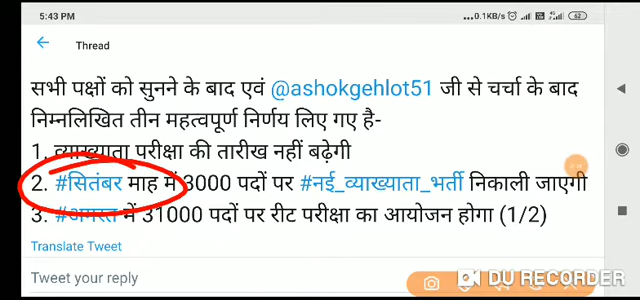 5:43 PM
...0.1KB/s
62
Thread
सभी पक्षों को सुनने के बाद एवं @ashokgehlot51 जी से चर्चा के बाद
निम्नलिखित तीन महत्वपूर्ण निर्णय लिए गए है-
1. व्याख्याता परीक्षा की तारीख नहीं बढ़ेगी
2. #सितंबर माह में 3000 पदों पर #नई_व्याख्याता_भर्ती निकाली जाएगी
3. #अगस्त में 31000 पदों पर रीट परीक्षा का आयोजन होगा (1/2)
Translate Tweet
Tweet your reply
DU RECORDER